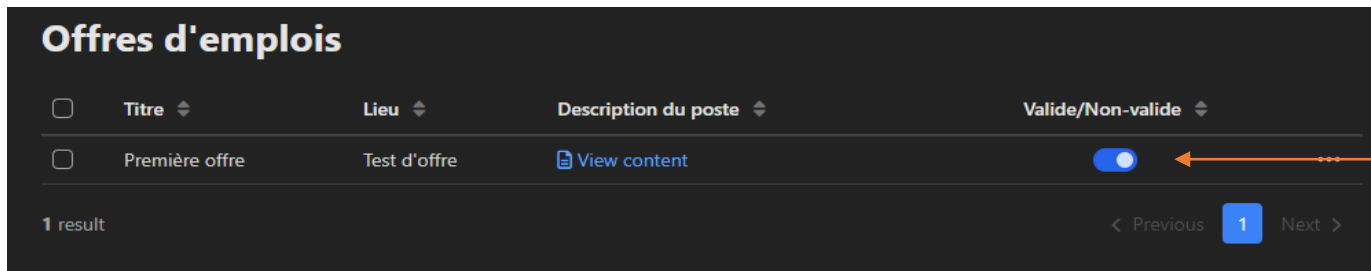 Offres d'emplois
Titre Lieu Description du poste Valide/Non-valide
Première offre Test d'offre View content
1 result Previous 1 Next